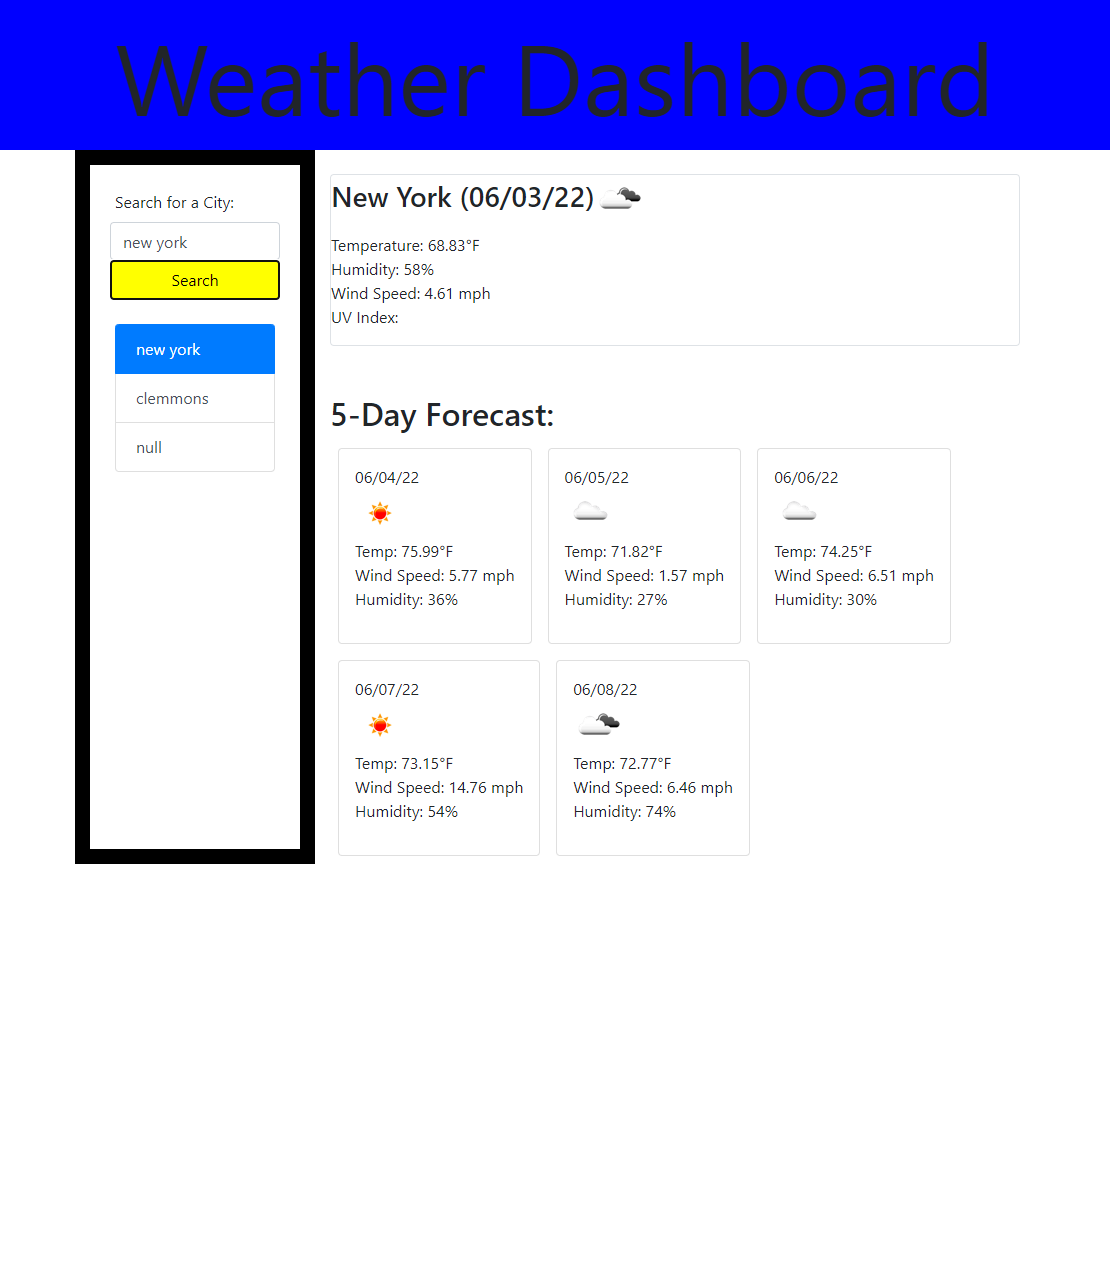 Weather Dashboard
Search for a City:
new york
Search
new york
clemmons
null
New York (06/03/22)
Temperature: 68.83°F
Humidity: 58%
Wind Speed: 4.61 mph
UV Index:
5-Day Forecast:
06/04/22
Temp: 75.99°F
Wind Speed: 5.77 mph
Humidity: 36%
06/05/22
Temp: 71.82°F
Wind Speed: 1.57 mph
Humidity: 27%
06/06/22
Temp: 74.25°F
Wind Speed: 6.51 mph
Humidity: 30%
06/07/22
Temp: 73.15°F
Wind Speed: 14.76 mph
Humidity: 54%
06/08/22
Temp: 72.77°F
Wind Speed: 6.46 mph
Humidity: 74%